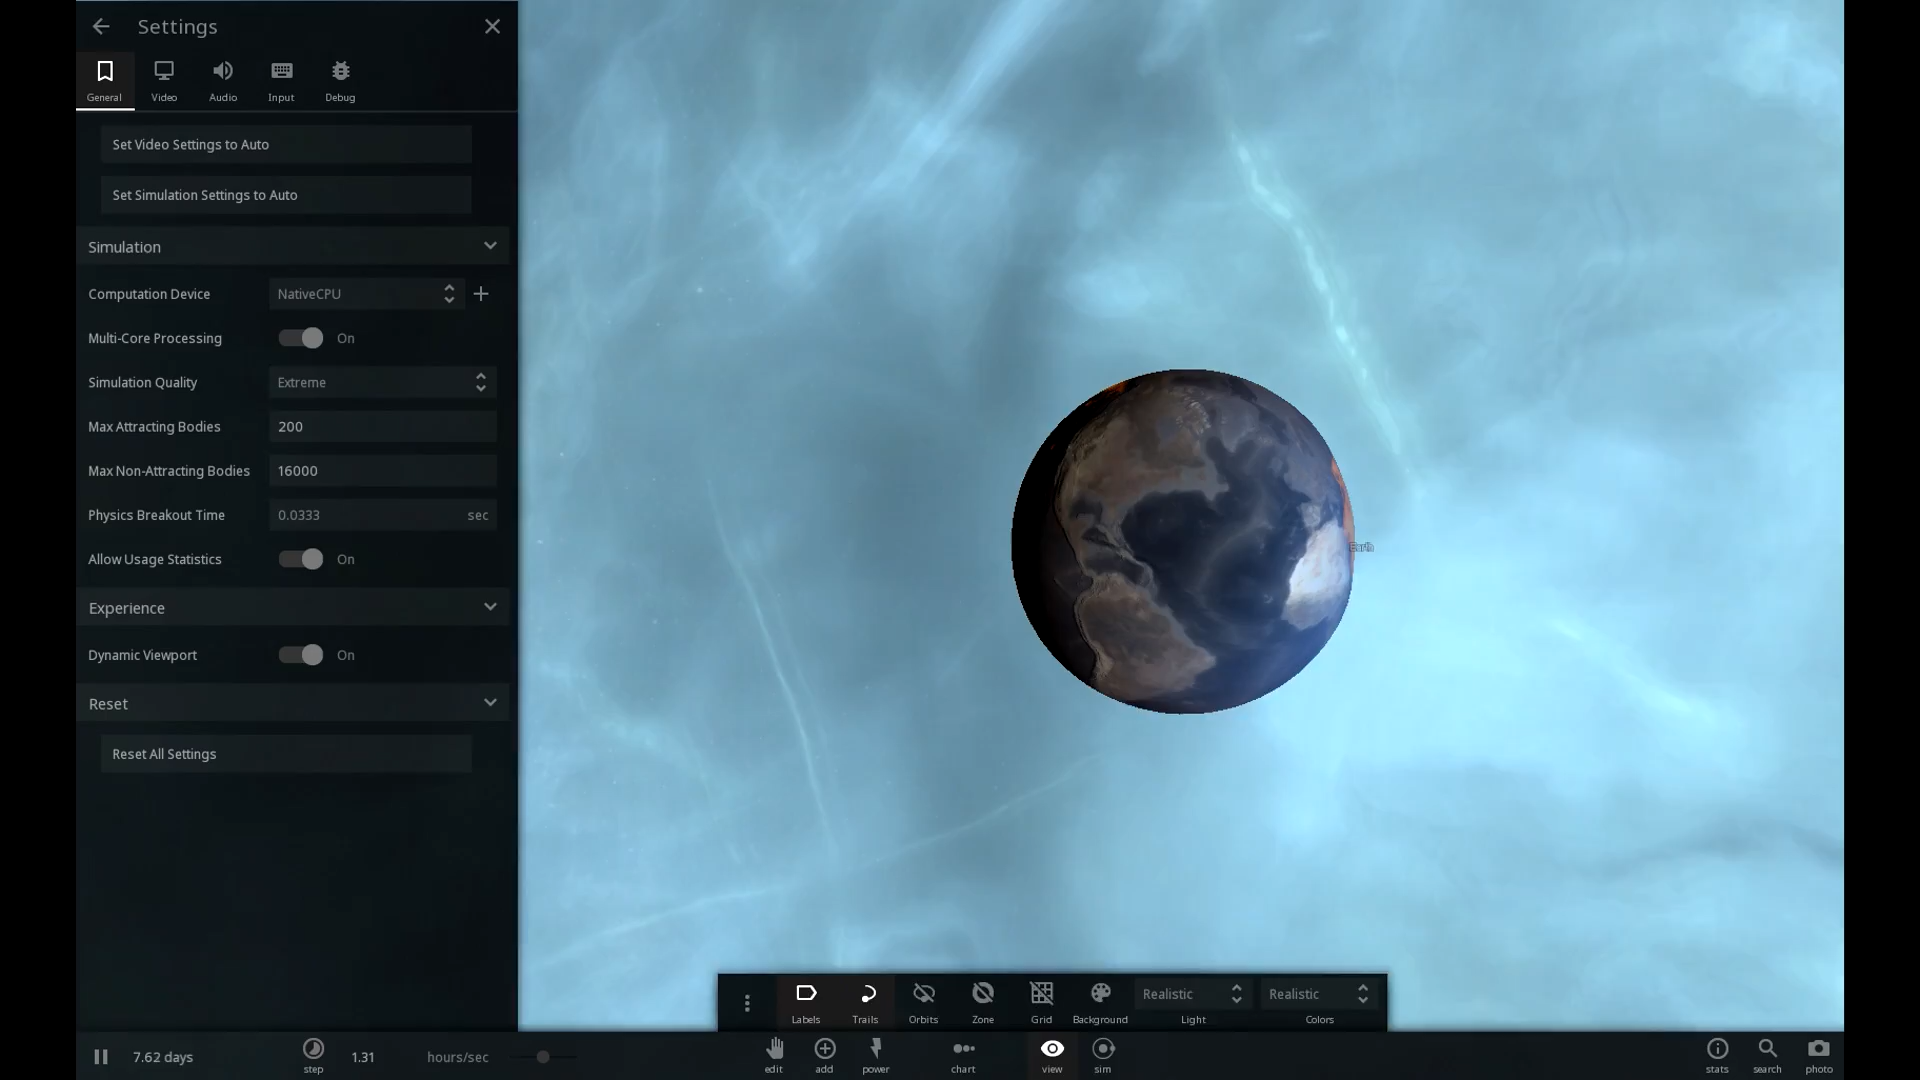 Settings
General
Video
Audio
Input
Debug
Set Video Settings to Auto
Set Simulation Settings to Auto
Simulation
Computation Device NativeCPU
Multi-Core Processing On
Simulation Quality Extreme
Max Attracting Bodies 200
Max Non-Attracting Bodies 16000
Physics Breakout Time 0.0333 sec
Allow Usage Statistics On
Experience
Dynamic Viewport On
Reset
Reset All Settings
Earth
Realistic
Realistic
Labels
Trails
Orbits
Zone
Grid
Background
Light
Colors
7.62 days
step
1.31 hours/sec
edit
add
power
chart
view
sim
stats
search
photo